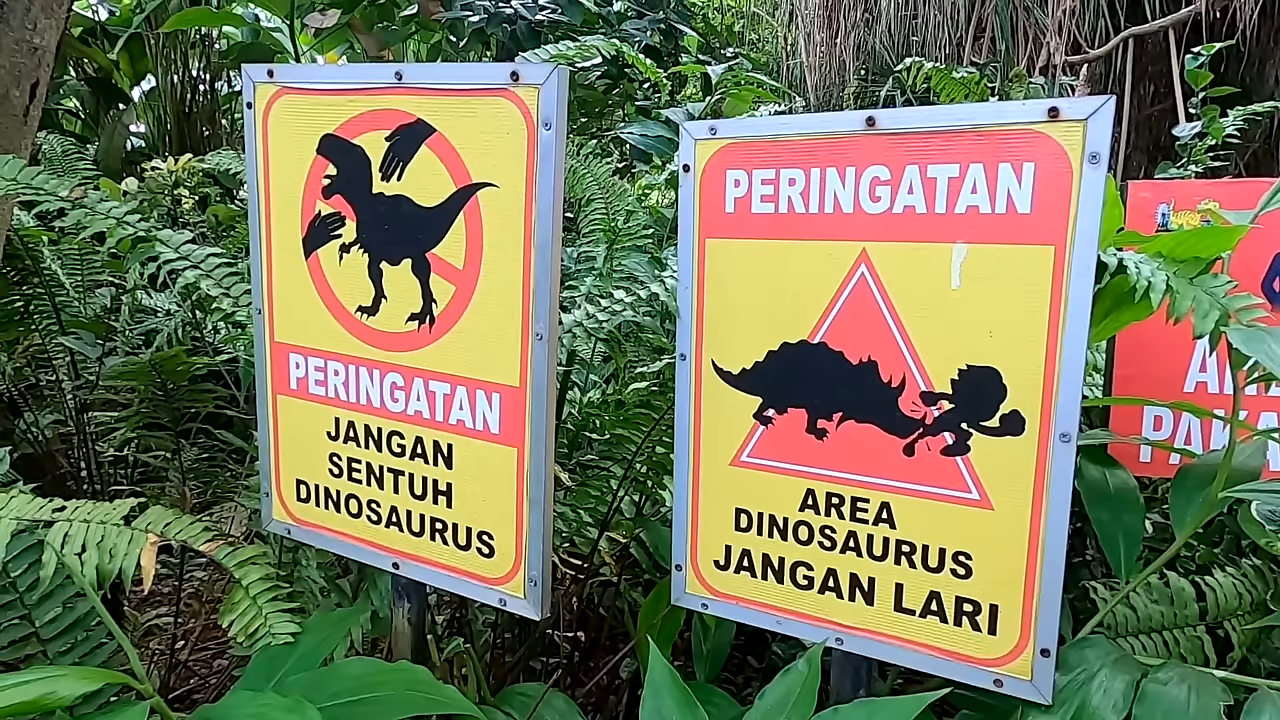 PERINGATAN
JANGAN
SENTUH
DINOSAURUS
PERINGATAN
AREA
DINOSAURUS
JANGAN LARI